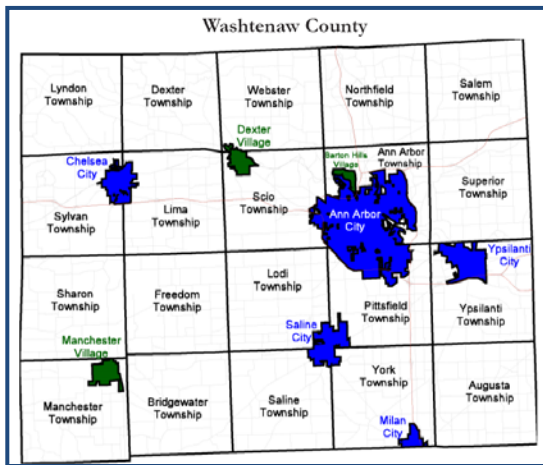 Washtenaw County
Lyndon
Township
Dexter
Township
Webster
Township
Northfield
Township
Salem
Township
Dexter
Village
Chelsea
City
Barton Hills
Village
Ann Arbor
Township
Superior
Township
Sylvan
Township
Lima
Township
Scio
Township
Ann Arbor
City
Ypsilanti
City
Sharon
Township
Freedom
Township
Lodi
Township
Pittsfield
Township
Ypsilanti
Township
Saline
City
Manchester
Village
Manchester
Township
Bridgewater
Township
Saline
Township
York
Township
Augusta
Township
Milan
City